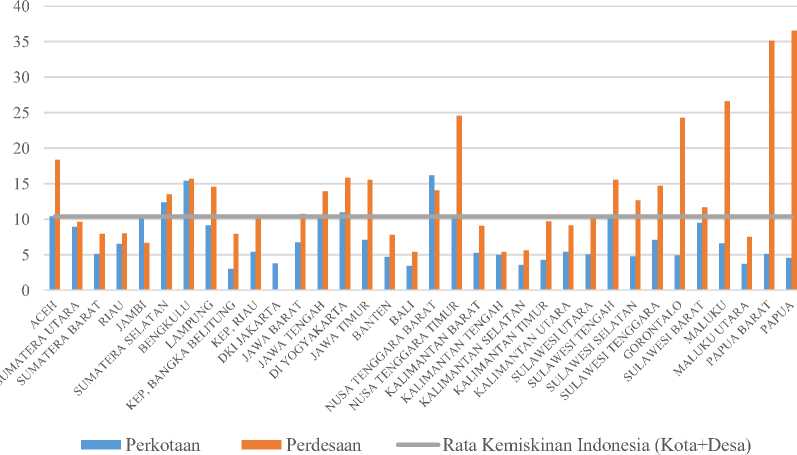 40
35
30
25
20
15
10
5
0
ACEH
SUMATERA UTARA
SUMATERA BARAT
RIAU
JAMBI
SUMATERA SELATAN
BENGKULU
LAMPUNG
KEP. BANGKA BELITUNG
KEP. RIAU
DKI JAKARTA
JAWA BARAT
JAWA TENGAH
DI YOGYAKARTA
JAWA TIMUR
BANTEN
BALI
NUSA TENGGARA BARAT
NUSA TENGGARA TIMUR
KALIMANTAN BARAT
KALIMANTAN TENGAH
KALIMANTAN SELATAN
KALIMANTAN TIMUR
KALIMANTAN UTARA
SULAWESI UTARA
SULAWESI TENGAH
SULAWESI SELATAN
SULAWESI TENGGARA
GORONTALO
SULAWESI BARAT
MALUKU
MALUKU UTARA
PAPUA BARAT
PAPUA
Perkotaan Perdesaan Rata Kemiskinan Indonesia (Kota+Desa)